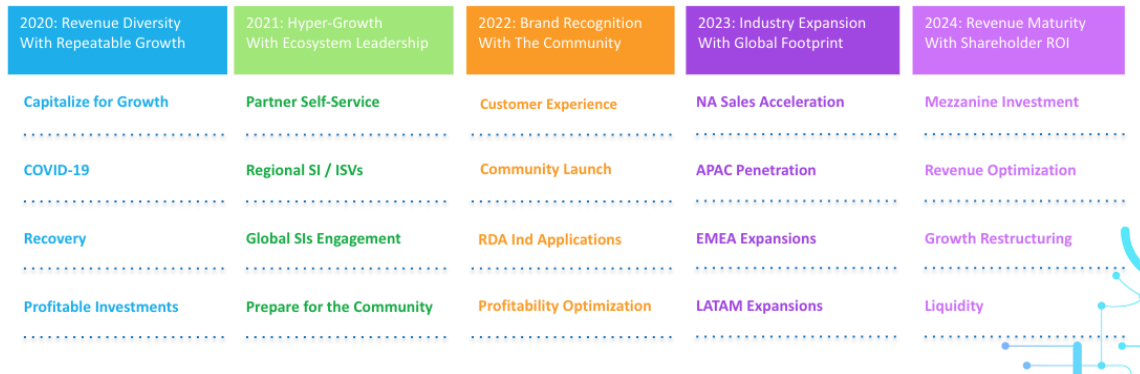 2020: Revenue Diversity
With Repeatable Growth
Capitalize for Growth
COVID-19
Recovery
Profitable Investments
2021: Hyper-Growth
With Ecosystem Leadership
Partner Self-Service
Regional SI / ISVs
Global SIs Engagement
Prepare for the Community
2022: Brand Recognition
With The Community
Customer Experience
Community Launch
RDA Ind Applications
Profitability Optimization
2023: Industry Expansion
With Global Footprint
NA Sales Acceleration
APAC Penetration
EMEA Expansions
LATAM Expansions
2024: Revenue Maturity
With Shareholder ROI
Mezzanine Investment
Revenue Optimization
Growth Restructuring
Liquidity